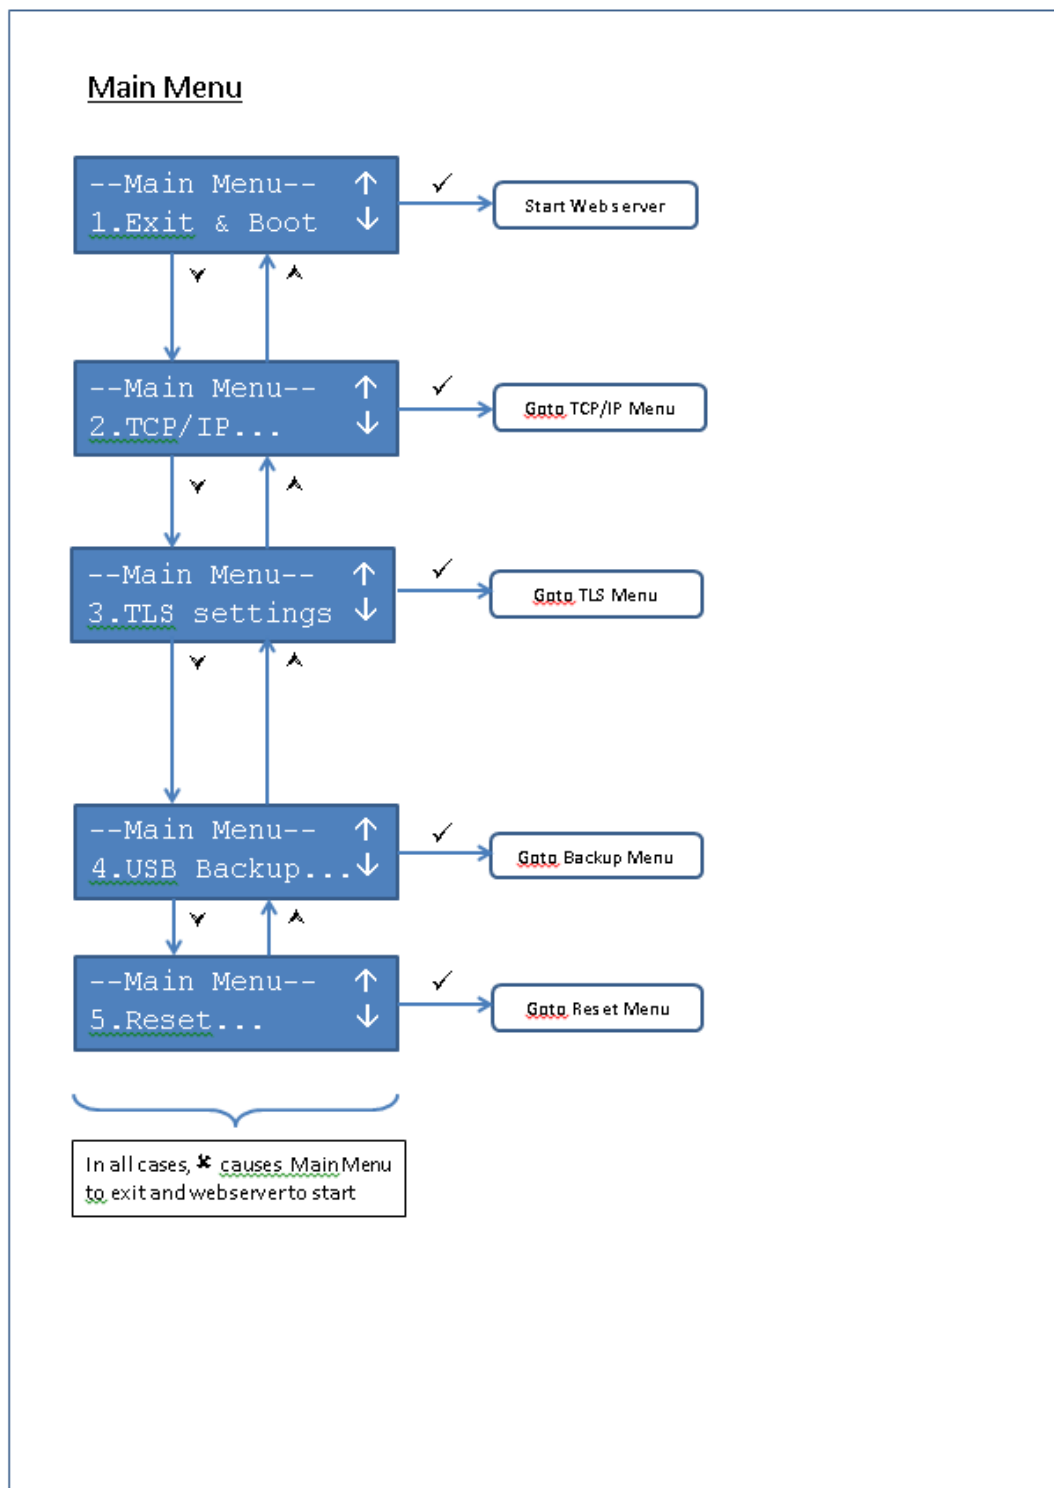 Main Menu
--Main Menu-- ↑
1.Exit & Boot ↓
✓
Start Webserver
--Main Menu-- ↑
2.TCP/IP... ↓
✓
Goto TCP/IP Menu
--Main Menu-- ↑
3.TLS settings ↓
✓
Goto TLS Menu
--Main Menu-- ↑
4.USB Backup...↓
✓
Goto Backup Menu
--Main Menu-- ↑
5.Reset... ↓
✓
Goto Reset Menu
In all cases, ✖ causes Main Menu
to exit and webserver to start